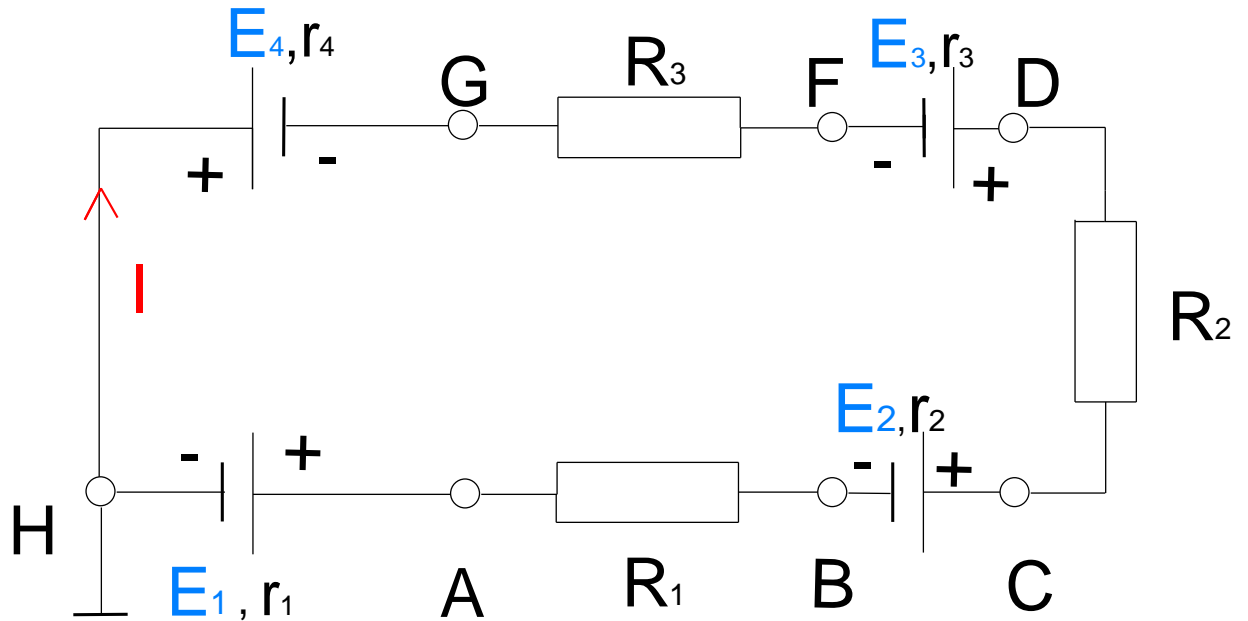 E4,r4
G
R3
F
E3,r3
D
+
-
-
+
I
R2
E2,r2
-
+
-
+
H
E1 , r1
A
R1
B
C